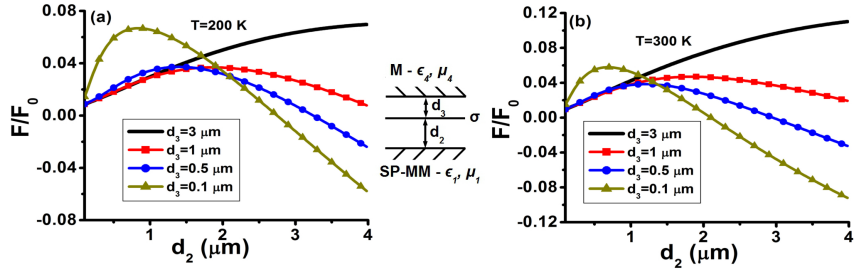 (a)
T=200 K
0.08
0.04
0.00
-0.04
-0.08
F/F₀
d₃=3 μm
d₃=1 μm
d₃=0.5 μm
d₃=0.1 μm
1 2 3 4
d₂ (μm)
M - ϵ₄, μ₄
d₃
σ
d₂
SP-MM - ϵ₁, μ₁
(b)
T=300 K
0.12
0.08
0.04
0.00
-0.04
-0.08
-0.12
F/F₀
d₃=3 μm
d₃=1 μm
d₃=0.5 μm
d₃=0.1 μm
1 2 3 4
d₂ (μm)